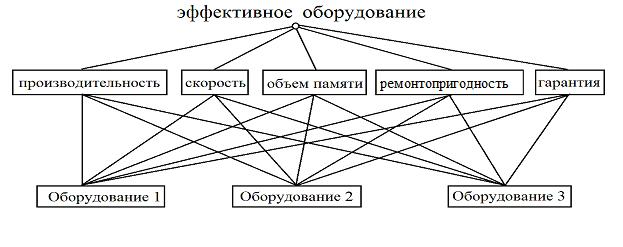 эффективное оборудование
производительность скорость объем памяти ремонтопригодность гарантия
Оборудование 1 Оборудование 2 Оборудование 3